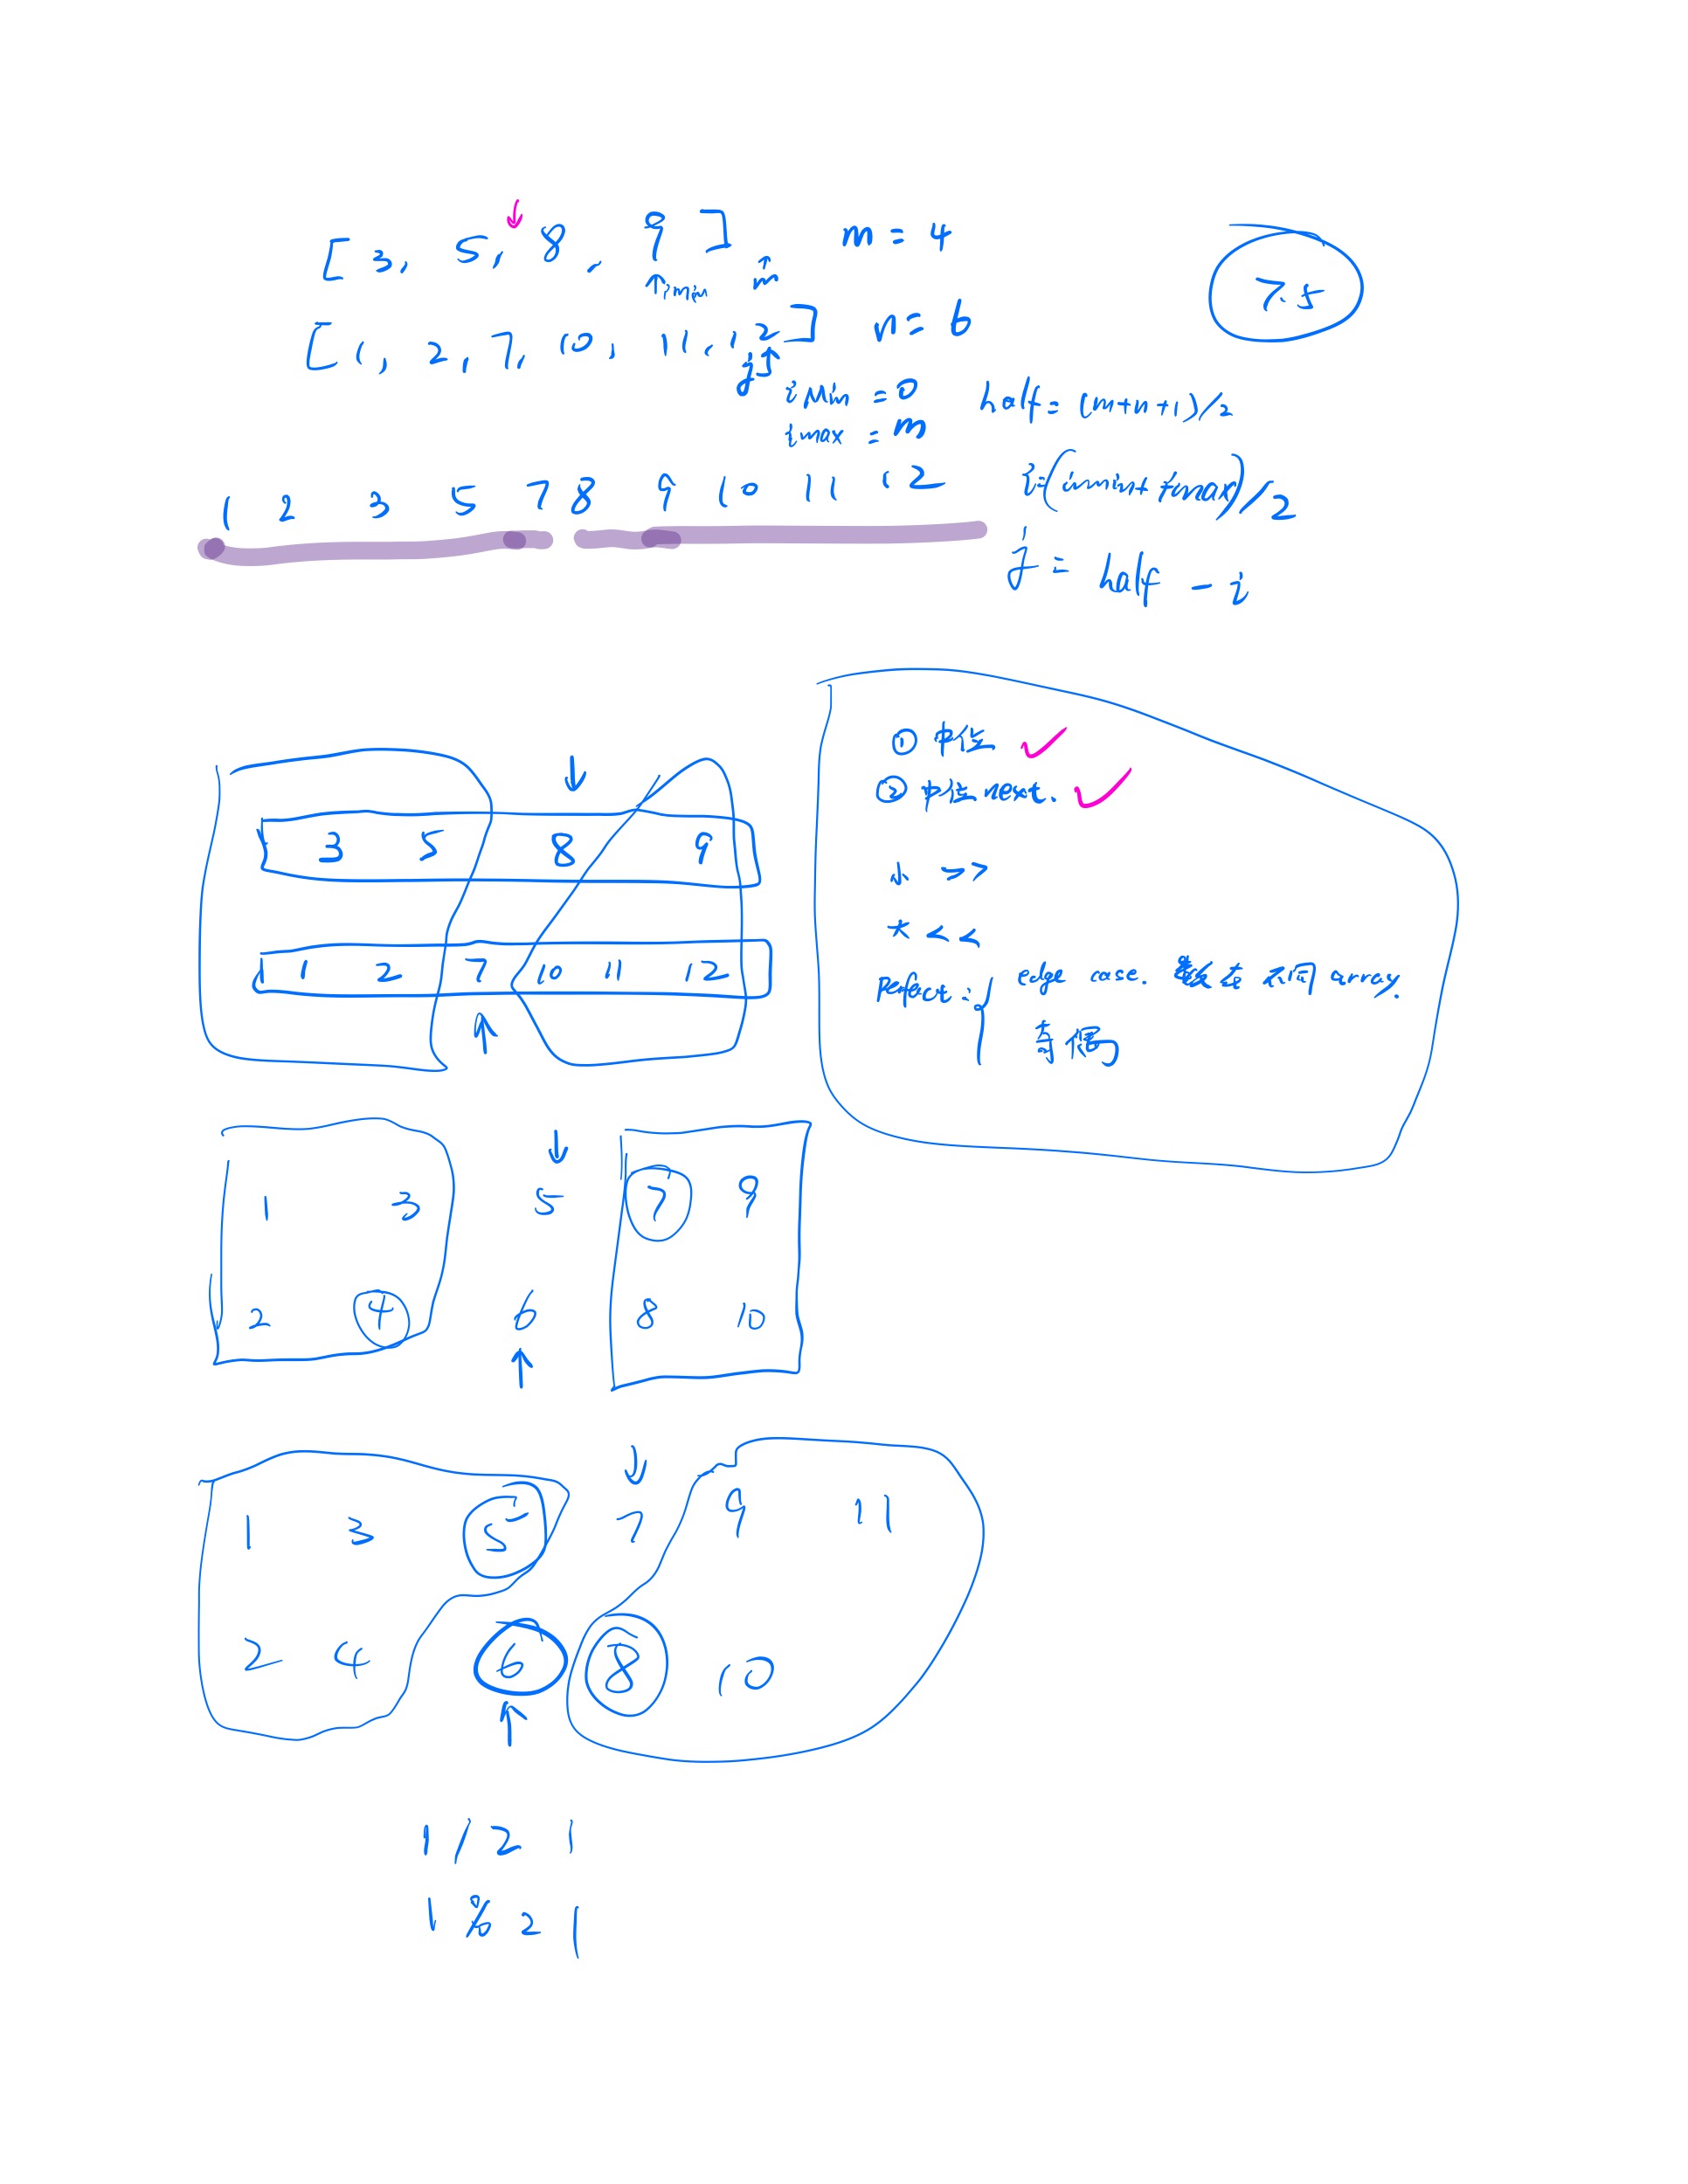 [3, 5, 8, 9] m = 4
imin i
7.5
[1, 2, 7, 10, 11, 12] n = 6
j
imin = 0 half = (m+n+1)/2
imax = m
1 2 3 5 7 8 9 10 11 12
i = (imin + imax)/2
j = half - i
① 中位 ✓
② 中位 next. ✓
3 5 8 9
小 >>
大 <<
1 2 7 10 11 12
perfect: { edge case. 数在不同 array.
奇偶
1 3 5 7 9
2 4 6 8 10
1 3 5 7 9 11
2 4 6 8 10
1 / 2 1
1 % 2 1